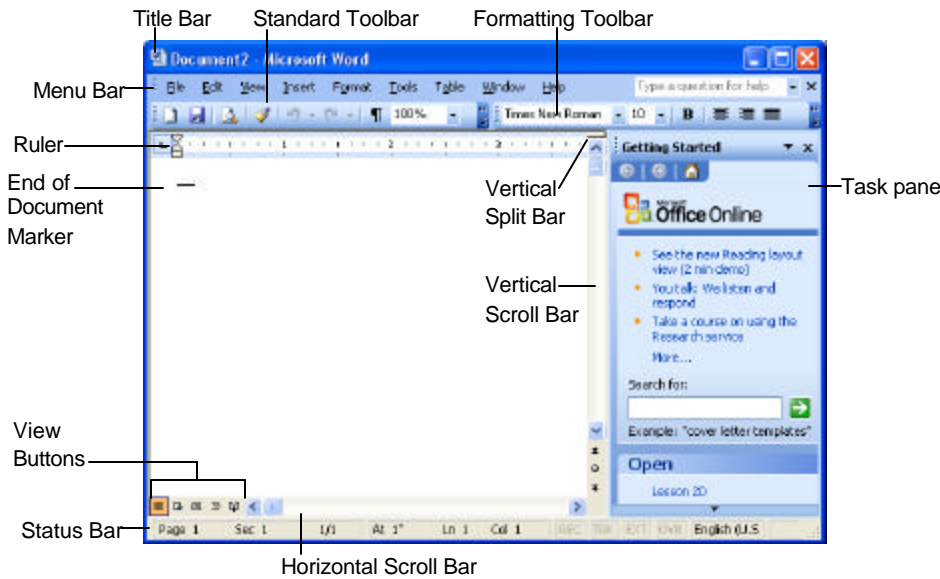 Title Bar Standard Toolbar Formatting Toolbar
Document2 - Microsoft Word
Menu Bar
File Edit View Insert Format Tools Table Window Help Type a question for help
100% Times New Roman 10 B
Ruler
1 2 3
Getting Started
End of
Document
Marker
Vertical
Split Bar
Task pane
Microsoft
Office Online
See the new Reading layout
view (2 min demo)
You talk. We listen and
respond
Take a course on using the
Research service
More...
Vertical
Scroll Bar
Search for:
Example: "cover letter templates"
View
Buttons
Open
Lesson 2D
Status Bar
Page 1 Sec 1 1/1 At 1" Ln 1 Col 1 REC TRK EXT OVR English (U.S
Horizontal Scroll Bar